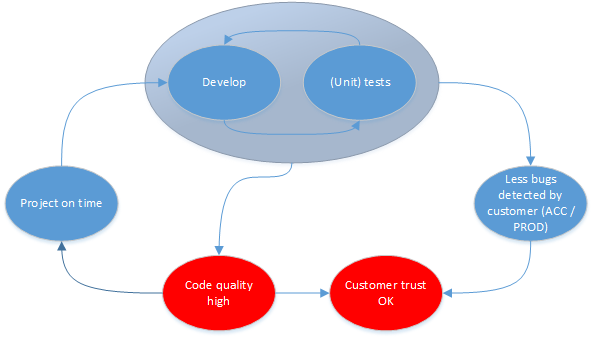 Develop
(Unit) tests
Project on time
Less bugs
detected by
customer (ACC /
PROD)
Code quality
high
Customer trust
OK